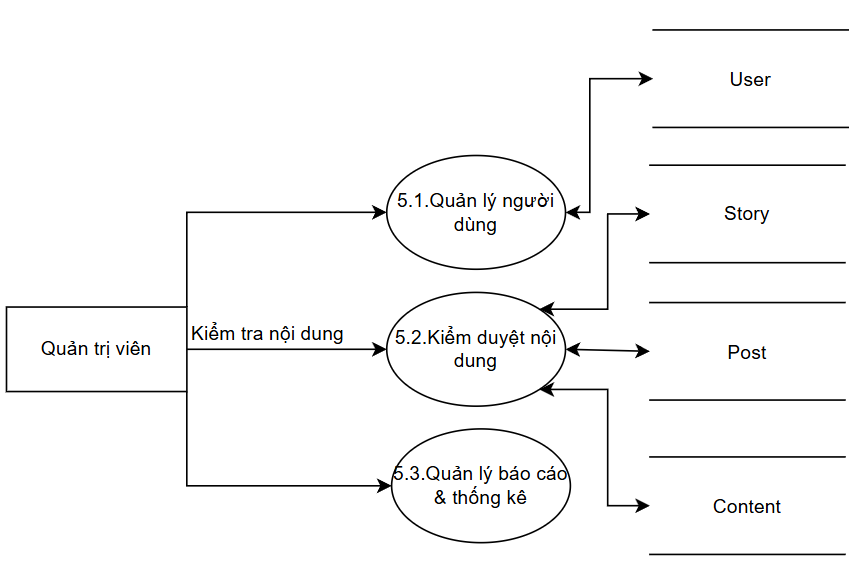 User
5.1.Quản lý người
dùng
Story
Kiểm tra nội dung
Quản trị viên
5.2.Kiểm duyệt nội
dung
Post
5.3.Quản lý báo cáo
& thống kê
Content